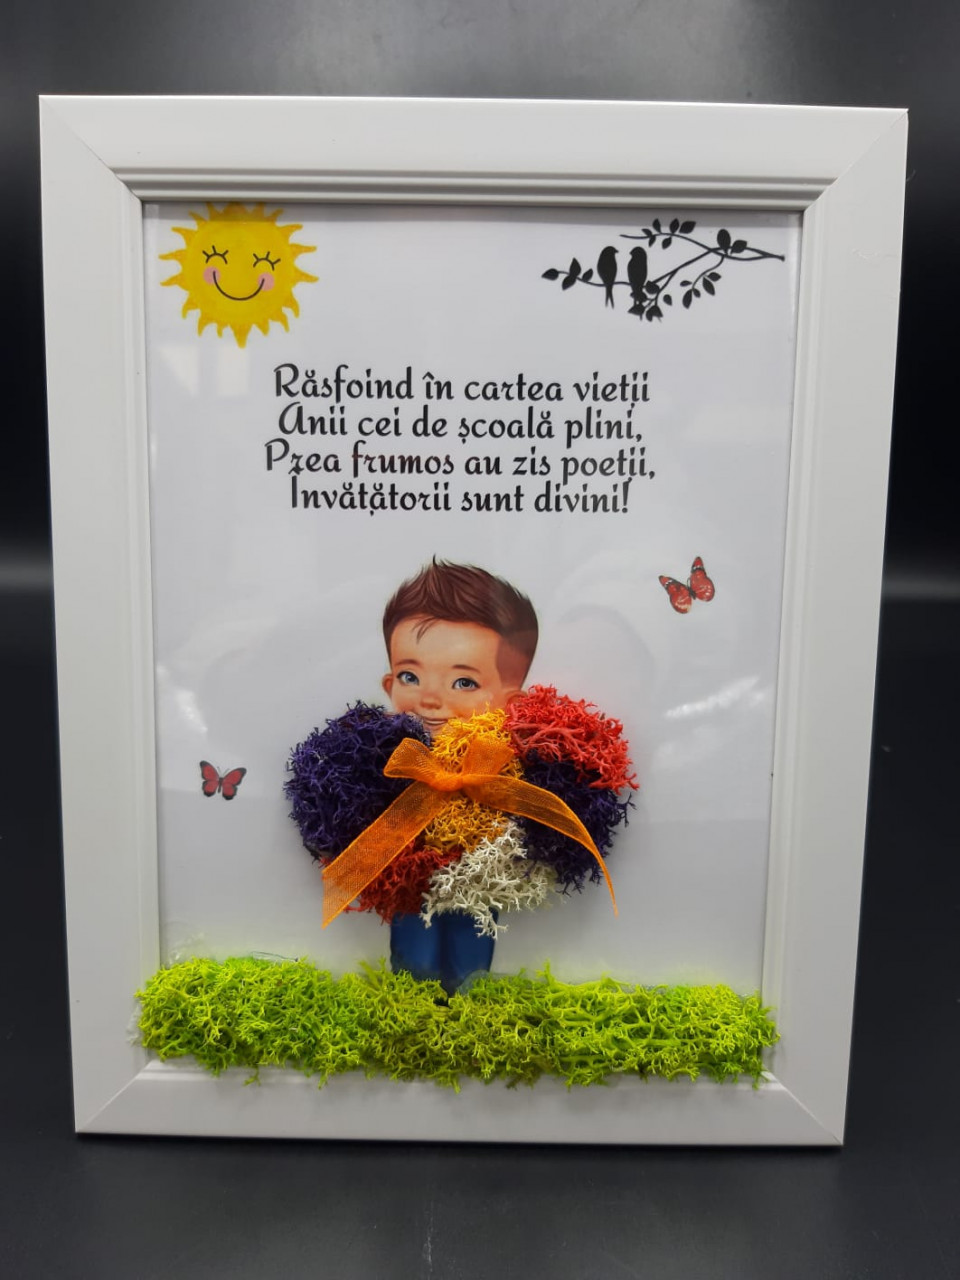 Răsfoind în cartea vieții
Anii cei de școală plini,
Prea frumos au zis poeții,
Învățătorii sunt divini!